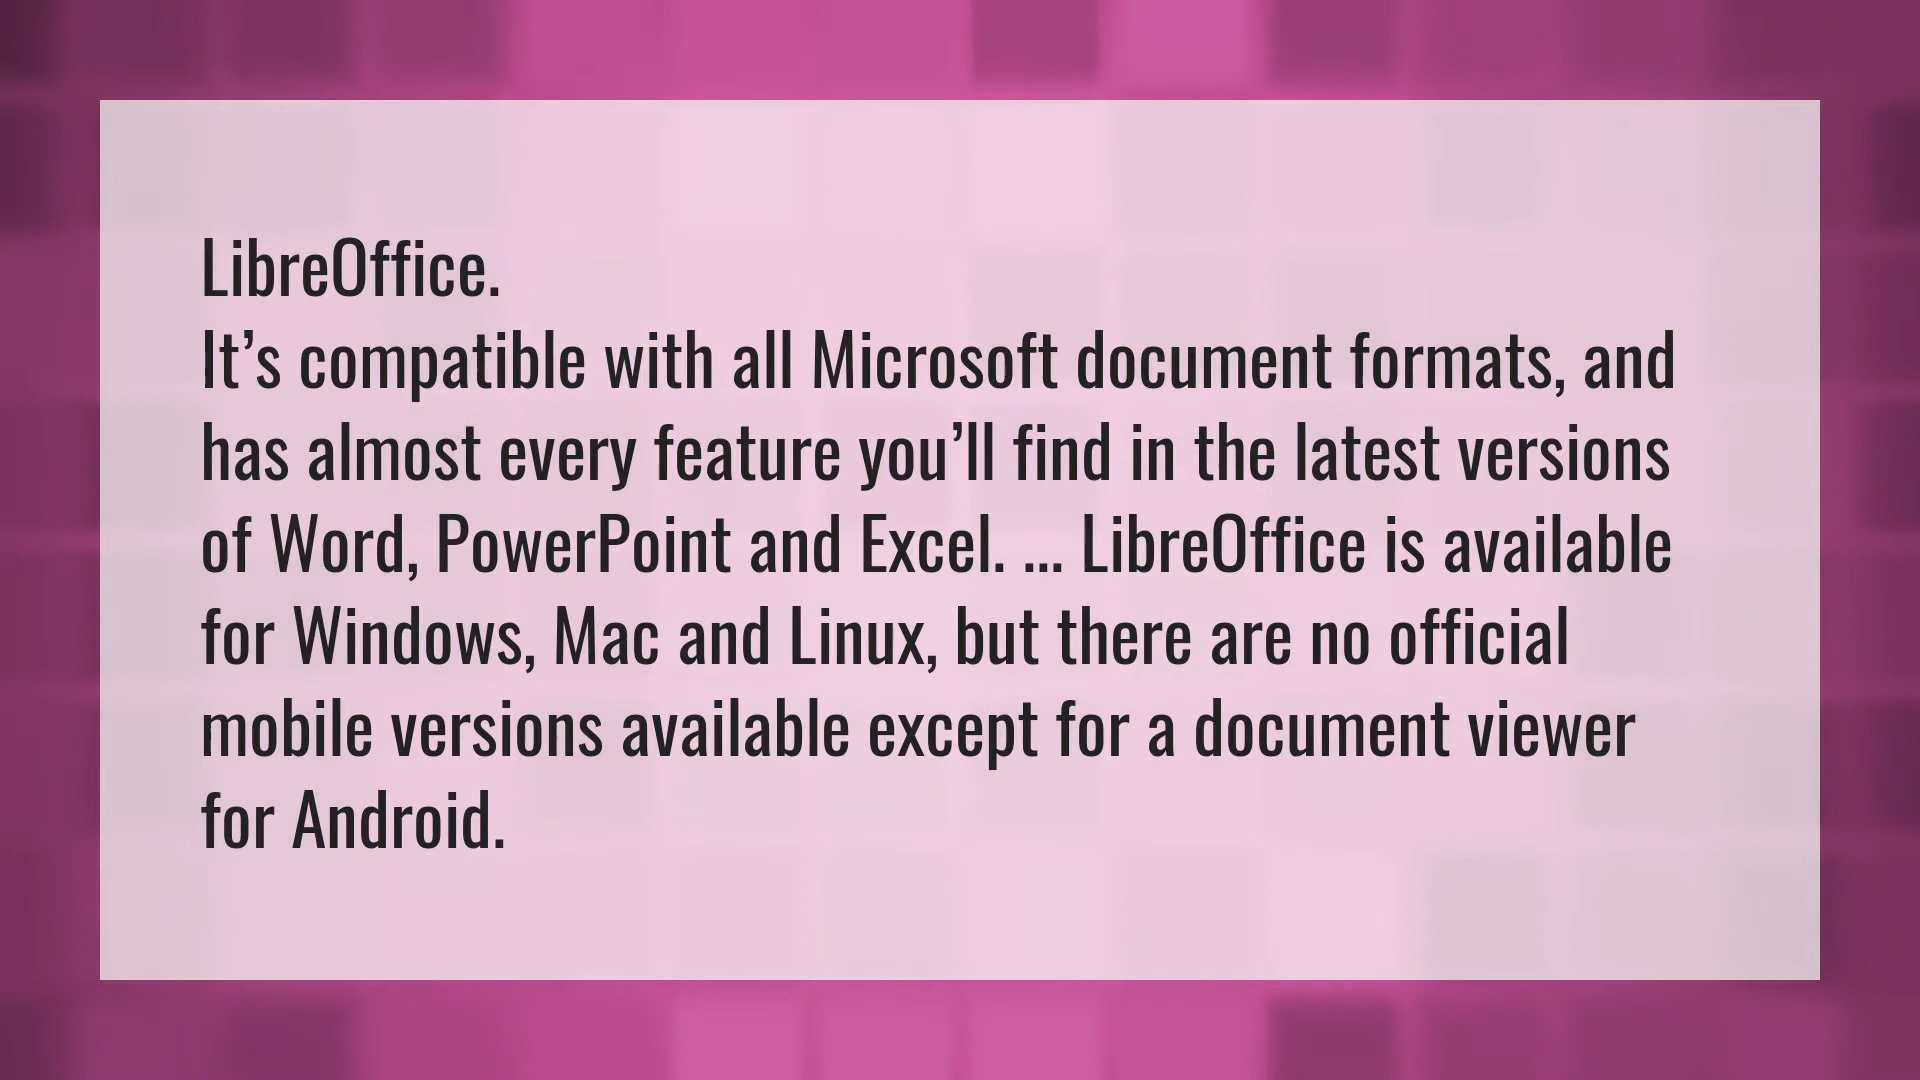 LibreOffice.
It’s compatible with all Microsoft document formats, and
has almost every feature you’ll find in the latest versions
of Word, PowerPoint and Excel. ... LibreOffice is available
for Windows, Mac and Linux, but there are no official
mobile versions available except for a document viewer
for Android.